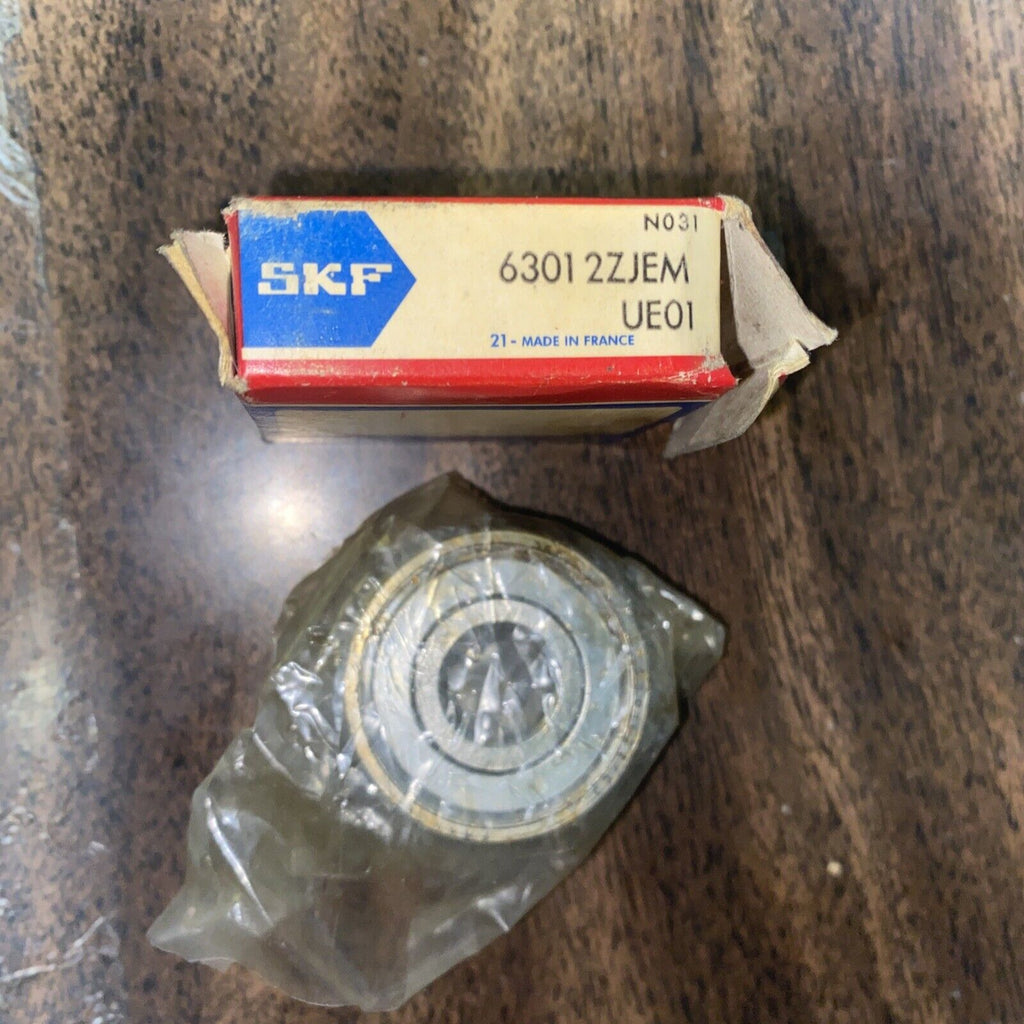 N031
SKF
6301 2ZJEM
UE01
21 - MADE IN FRANCE